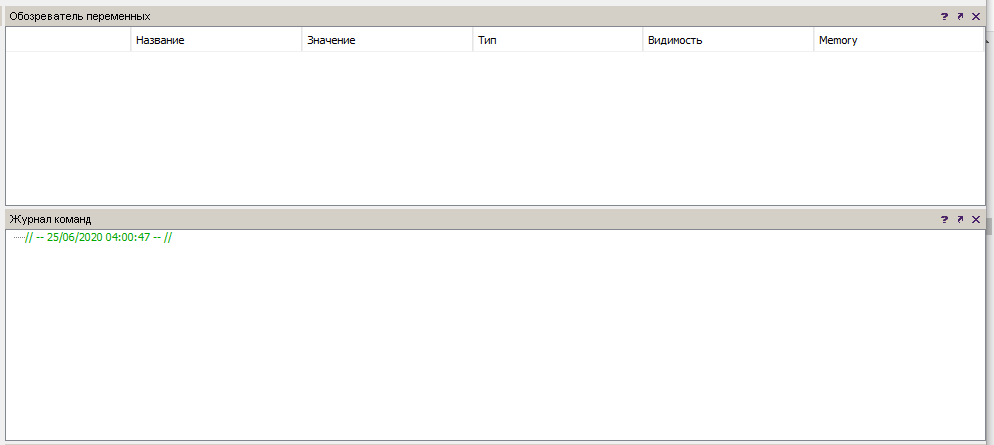 Обозреватель переменных
Название Значение Тип Видимость Memory
Журнал команд
// -- 25/06/2020 04:00:47 -- //